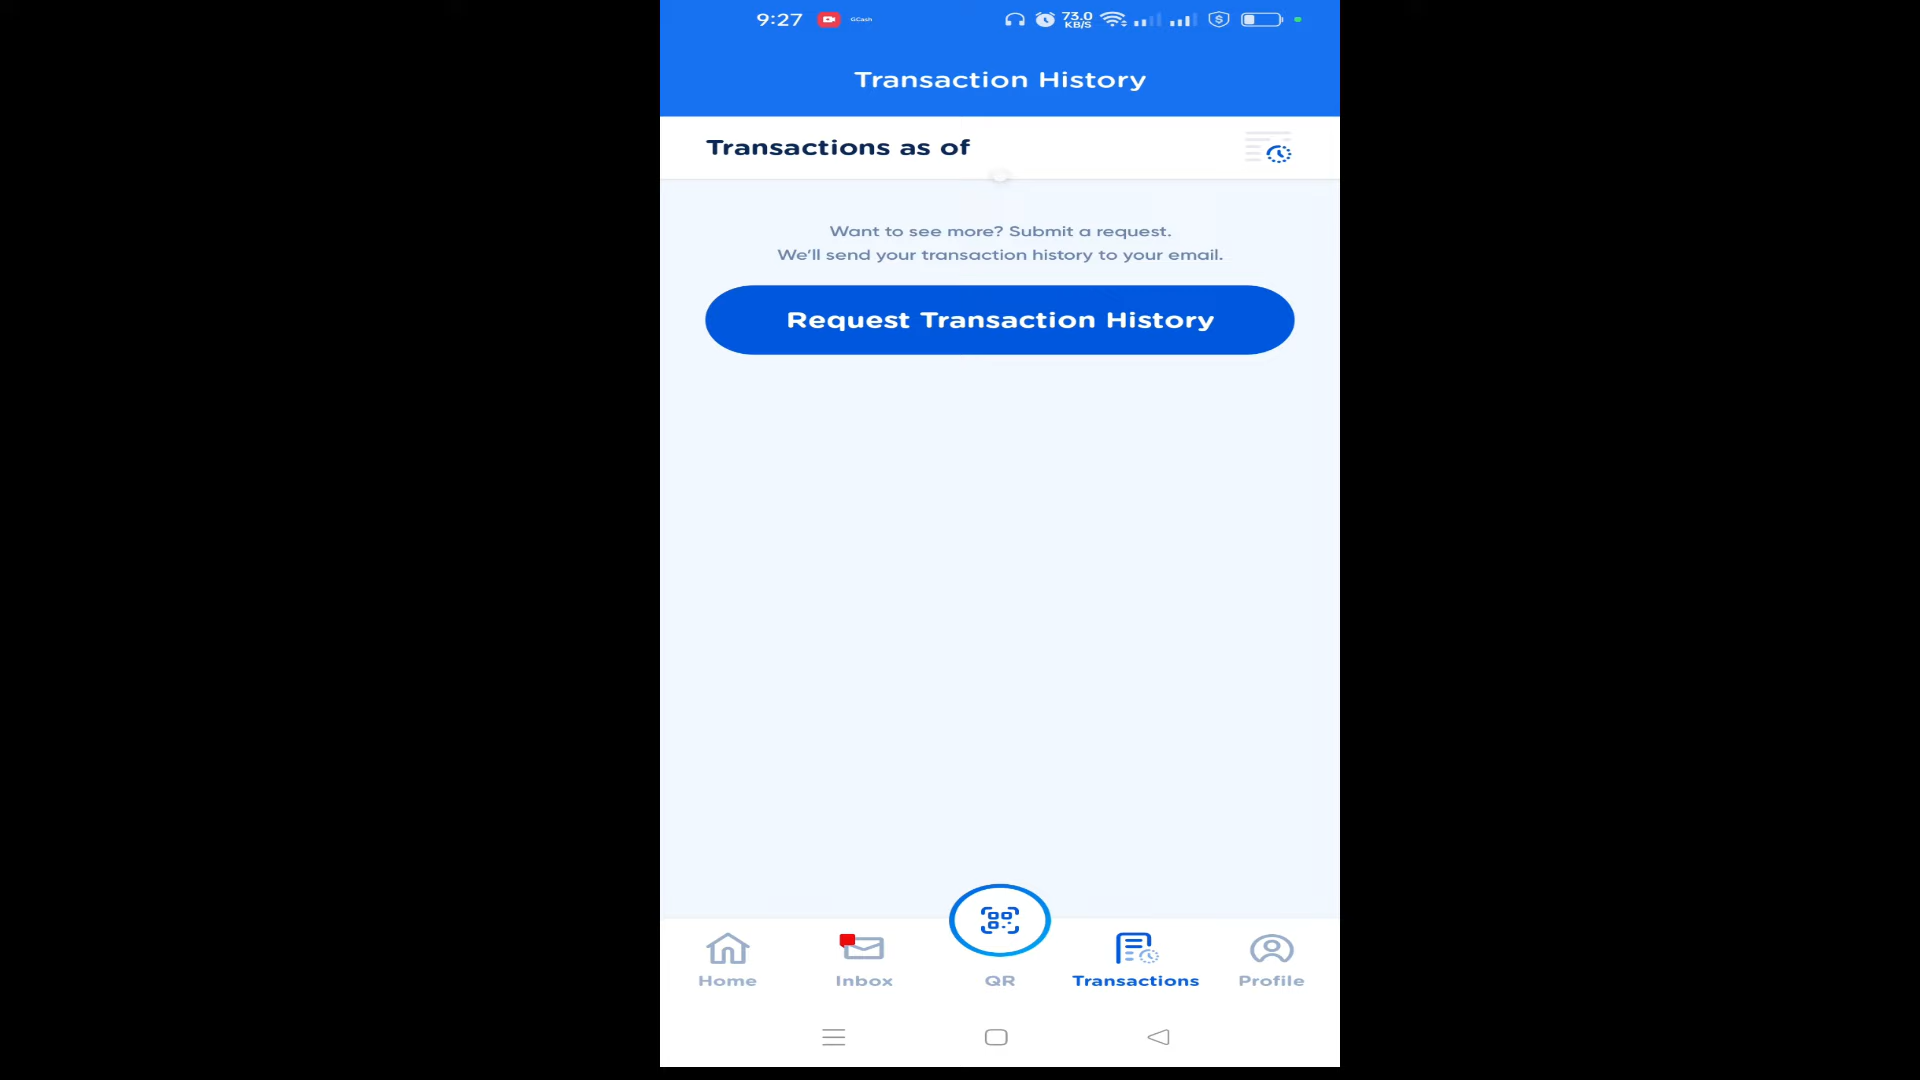 9:27 GCash 73.0 KB/S
Transaction History
Transactions as of
Want to see more? Submit a request.
We'll send your transaction history to your email.
Request Transaction History
Home Inbox QR Transactions Profile